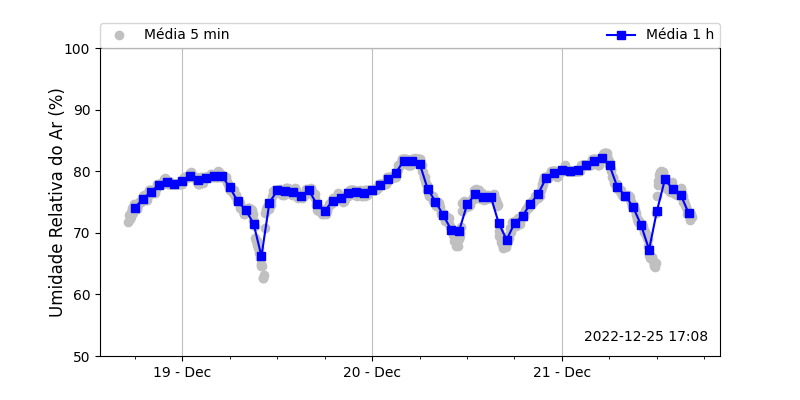 Média 5 min
Média 1 h
Umidade Relativa do Ar (%)
100
90
80
70
60
50
2022-12-25 17:08
19 - Dec
20 - Dec
21 - Dec